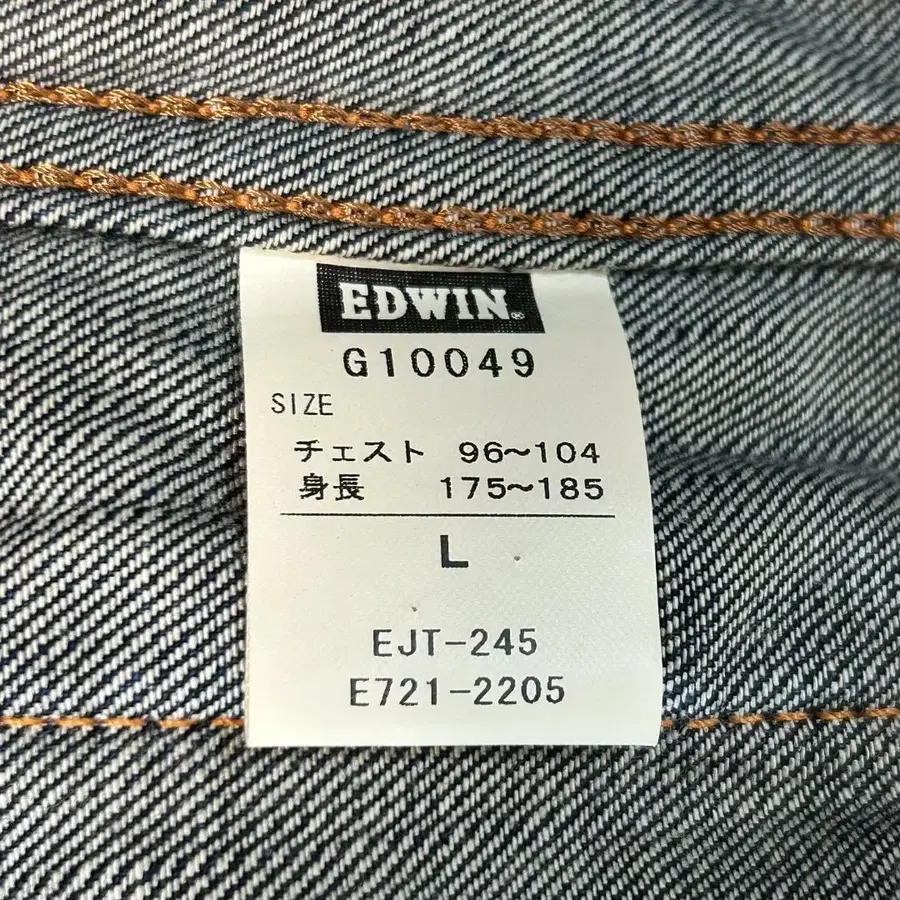 EDWIN®
G10049
SIZE
チェスト 96～104
身長 175～185
L
EJT-245
E721-2205